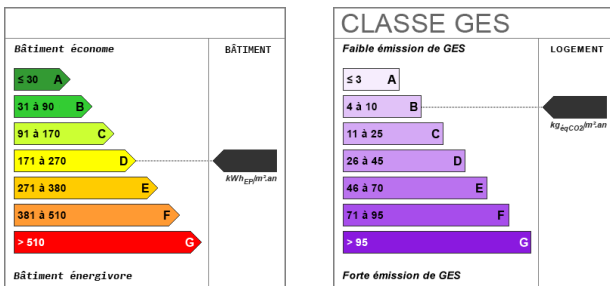 Bâtiment économe
BÂTIMENT
≤ 30 A
31 à 90 B
91 à 170 C
171 à 270 D
kWhEP/m².an
271 à 380 E
381 à 510 F
> 510 G
Bâtiment énergivore
CLASSE GES
Faible émission de GES
LOGEMENT
≤ 3 A
4 à 10 B
kgéqCO2/m².an
11 à 25 C
26 à 45 D
46 à 70 E
71 à 95 F
> 95 G
Forte émission de GES